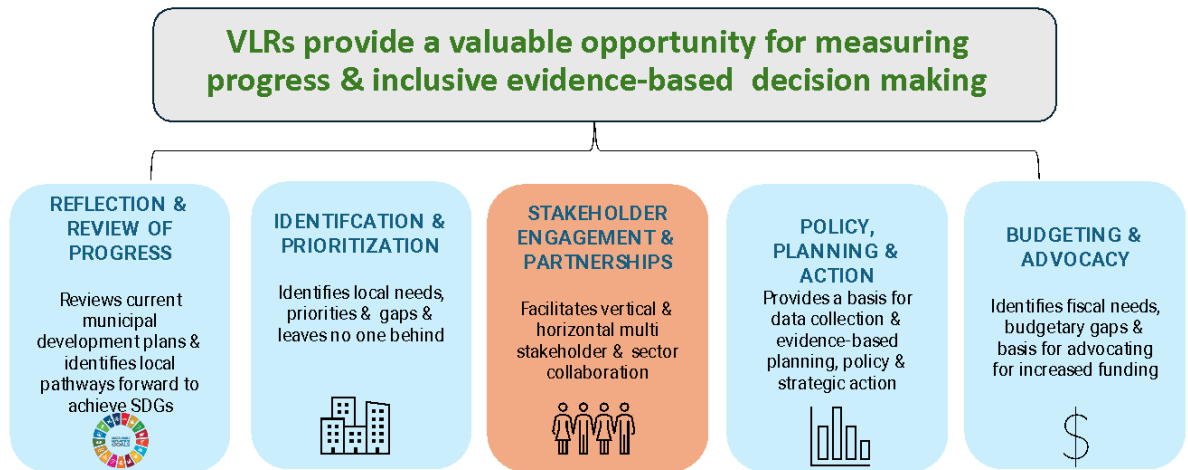 VLRs provide a valuable opportunity for measuring
progress & inclusive evidence-based decision making
REFLECTION &
REVIEW OF
PROGRESS
Reviews current
municipal
development plans &
identifies local
pathways forward to
achieve SDGs
IDENTIFCATION &
PRIORITIZATION
Identifies local needs,
priorities & gaps &
leaves no one behind
STAKEHOLDER
ENGAGEMENT &
PARTNERSHIPS
Facilitates vertical &
horizontal multi
stakeholder & sector
collaboration
POLICY,
PLANNING &
ACTION
Provides a basis for
data collection &
evidence-based
planning, policy &
strategic action
BUDGETING &
ADVOCACY
Identifies fiscal needs,
budgetary gaps &
basis for advocating
for increased funding
$